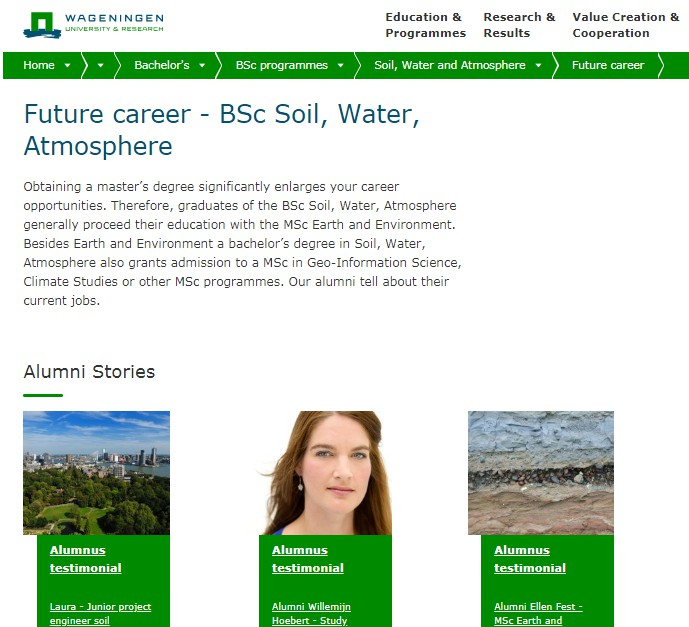 WAGENINGEN
UNIVERSITY & RESEARCH
Education &
Programmes
Research &
Results
Value Creation &
Cooperation
Home
Bachelor's
BSc programmes
Soil, Water and Atmosphere
Future career
Future career - BSc Soil, Water,
Atmosphere
Obtaining a master’s degree significantly enlarges your career
opportunities. Therefore, graduates of the BSc Soil, Water, Atmosphere
generally proceed their education with the MSc Earth and Environment.
Besides Earth and Environment a bachelor’s degree in Soil, Water,
Atmosphere also grants admission to a MSc in Geo-Information Science,
Climate Studies or other MSc programmes. Our alumni tell about their
current jobs.
Alumni Stories
Alumnus
testimonial
Laura - Junior project
engineer soil
Alumnus
testimonial
Alumni Willemijn
Hoebert - Study
Alumnus
testimonial
Alumni Ellen Fest -
MSc Earth and